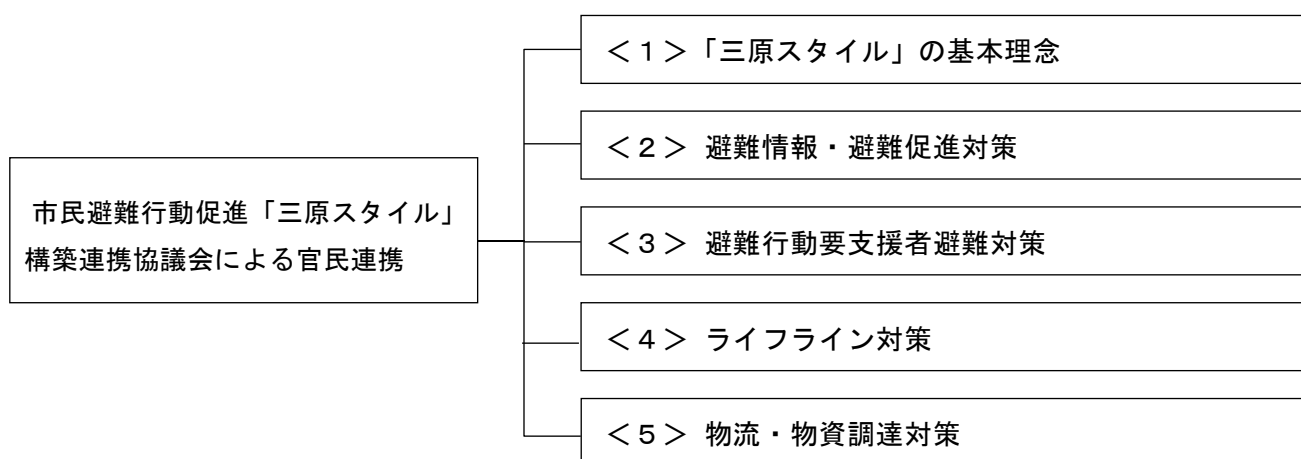 市民避難行動促進「三原スタイル」
構築連携協議会による官民連携
＜１＞「三原スタイル」の基本理念
＜２＞ 避難情報・避難促進対策
＜３＞ 避難行動要支援者避難対策
＜４＞ ライフライン対策
＜５＞ 物流・物資調達対策